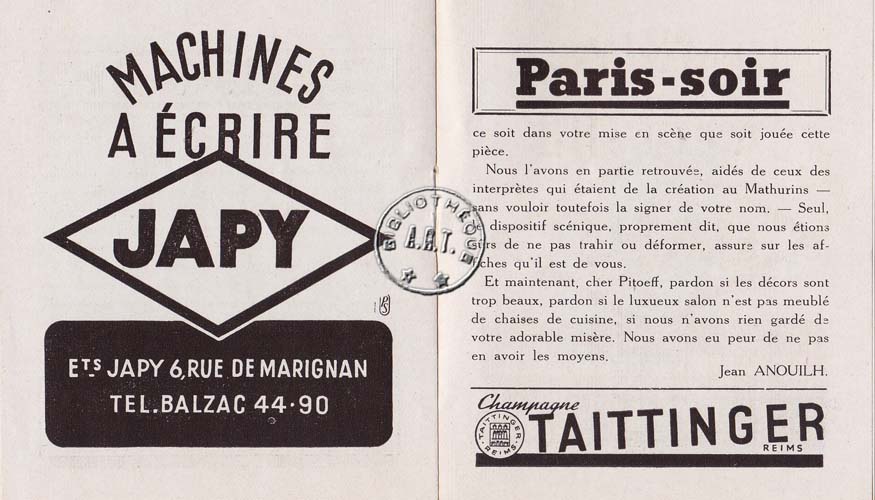 MACHINES
A ÉCRIRE
JAPY
ETS JAPY 6, RUE DE MARIGNAN
TEL. BALZAC 44·90
BIBLIOTHÈQUE
A.R.T.
Paris-soir
ce soit dans votre mise en scène que soit jouée cette
pièce.
Nous l'avons en partie retrouvée, aidés de ceux des
interprètes qui étaient de la création au Mathurins —
sans vouloir toutefois la signer de votre nom. — Seul,
dispositif scénique, proprement dit, que nous étions
sûrs de ne pas trahir ou déformer, assure sur les af-
fiches qu'il est de vous.
Et maintenant, cher Pitoeff, pardon si les décors sont
trop beaux, pardon si le luxueux salon n'est pas meublé
de chaises de cuisine, si nous n'avons rien gardé de
votre adorable misère. Nous avons eu peur de ne pas
en avoir les moyens.
Jean ANOUILH.
Champagne
TAITTINGER
REIMS
TAITTINGER
REIMS